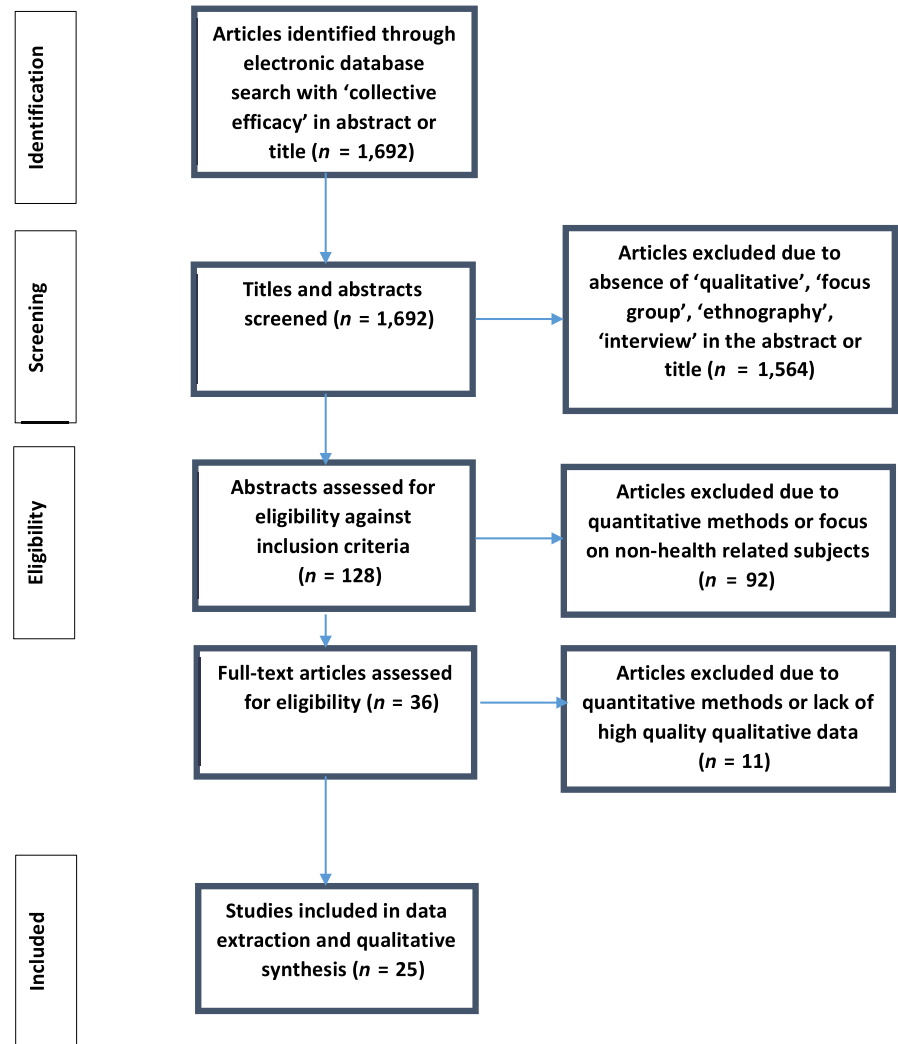 Identification
Articles identified through
electronic database
search with ‘collective
efficacy’ in abstract or
title (n = 1,692)
Screening
Titles and abstracts
screened (n = 1,692)
Articles excluded due to
absence of ‘qualitative’, ‘focus
group’, ‘ethnography’,
‘interview’ in the abstract or
title (n = 1,564)
Eligibility
Abstracts assessed for
eligibility against
inclusion criteria
(n = 128)
Articles excluded due to
quantitative methods or focus
on non-health related subjects
(n = 92)
Full-text articles assessed
for eligibility (n = 36)
Articles excluded due to
quantitative methods or lack of
high quality qualitative data
(n = 11)
Included
Studies included in data
extraction and qualitative
synthesis (n = 25)